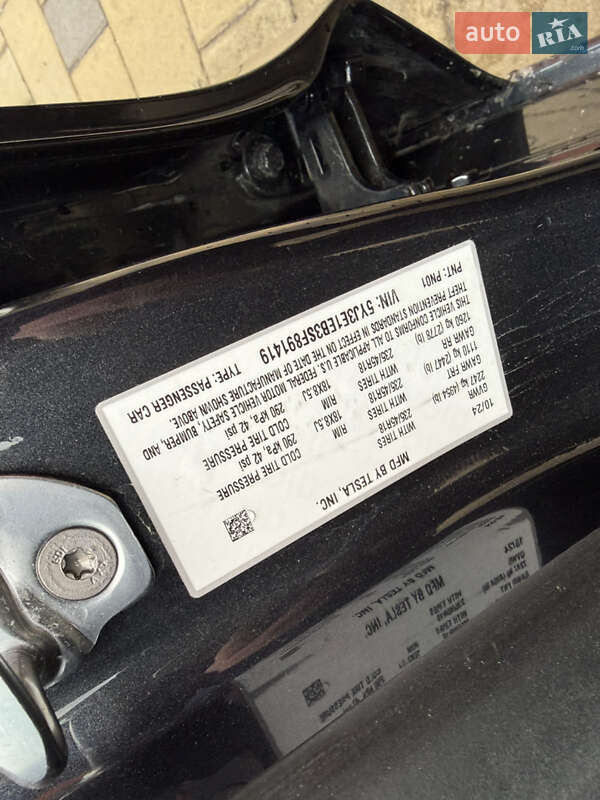 auto RIA .com
MFD BY TESLA, INC.
10/24
GVWR
2247 kg (4954 lb)
GAWR FRT WITH TIRES RIM COLD TIRE PRESSURE
1110 kg (2447 lb) 235/45R18 18X8.5J 290 kPa, 42 psi
GAWR RR WITH TIRES RIM COLD TIRE PRESSURE
1260 kg (2778 lb) 235/45R18 18X8.5J 290 kPa, 42 psi
THIS VEHICLE CONFORMS TO ALL APPLICABLE U.S. FEDERAL MOTOR VEHICLE SAFETY, BUMPER, AND
THEFT PREVENTION STANDARDS IN EFFECT ON THE DATE OF MANUFACTURE SHOWN ABOVE.
VIN: 5YJ3E1EB3SF891419 TYPE: PASSENGER CAR
PNT: PN01